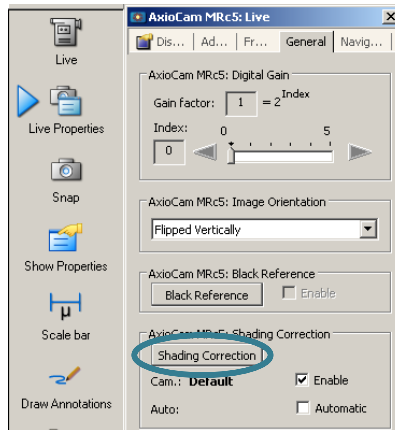 Live
Live Properties
Snap
Show Properties
µ
Scale bar
Draw Annotations
AxioCam MRc5: Live
Dis...
Ad...
Fr...
General
Navig...
AxioCam MRc5: Digital Gain
Gain factor: 1 = 2^Index
Index: 0 5
0
AxioCam MRc5: Image Orientation
Flipped Vertically
AxioCam MRc5: Black Reference
Black Reference Enable
AxioCam MRc5: Shading Correction
Shading Correction
Cam.: Default Enable
Auto: Automatic